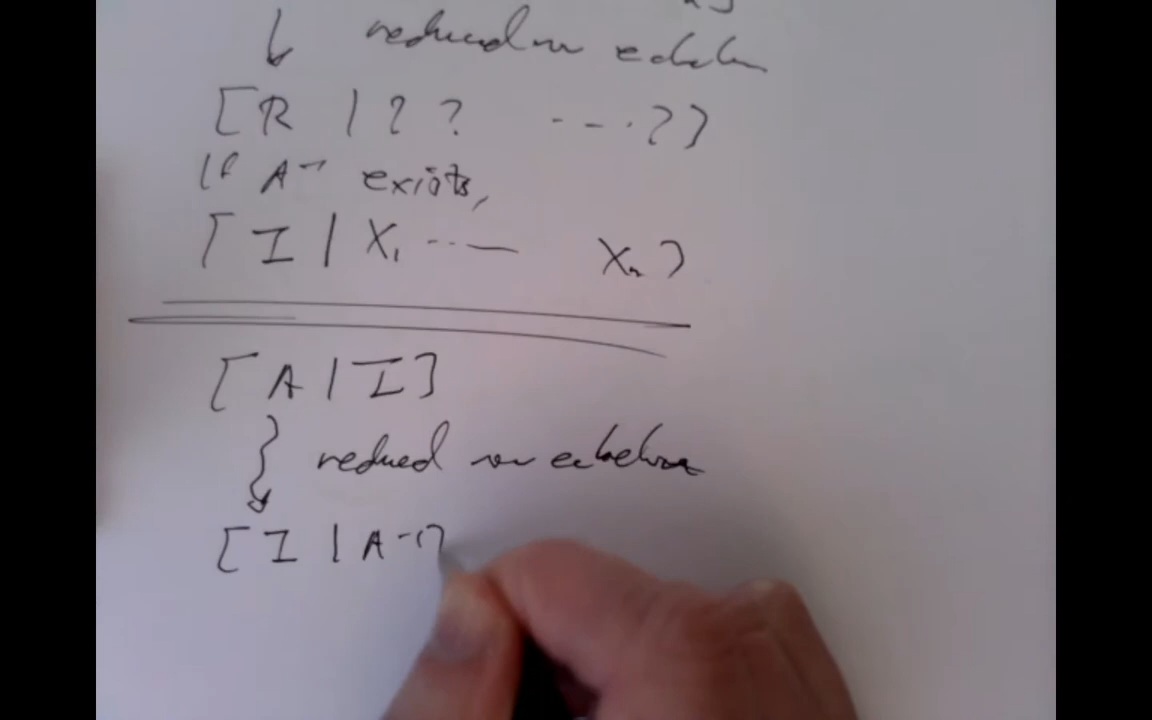 reduced row echelon
[R | ? ? ---.?]
If A⁻¹ exists,
[I | X₁ ..— Xₙ]
[A | I]
reduced row echelon
[I | A⁻¹]